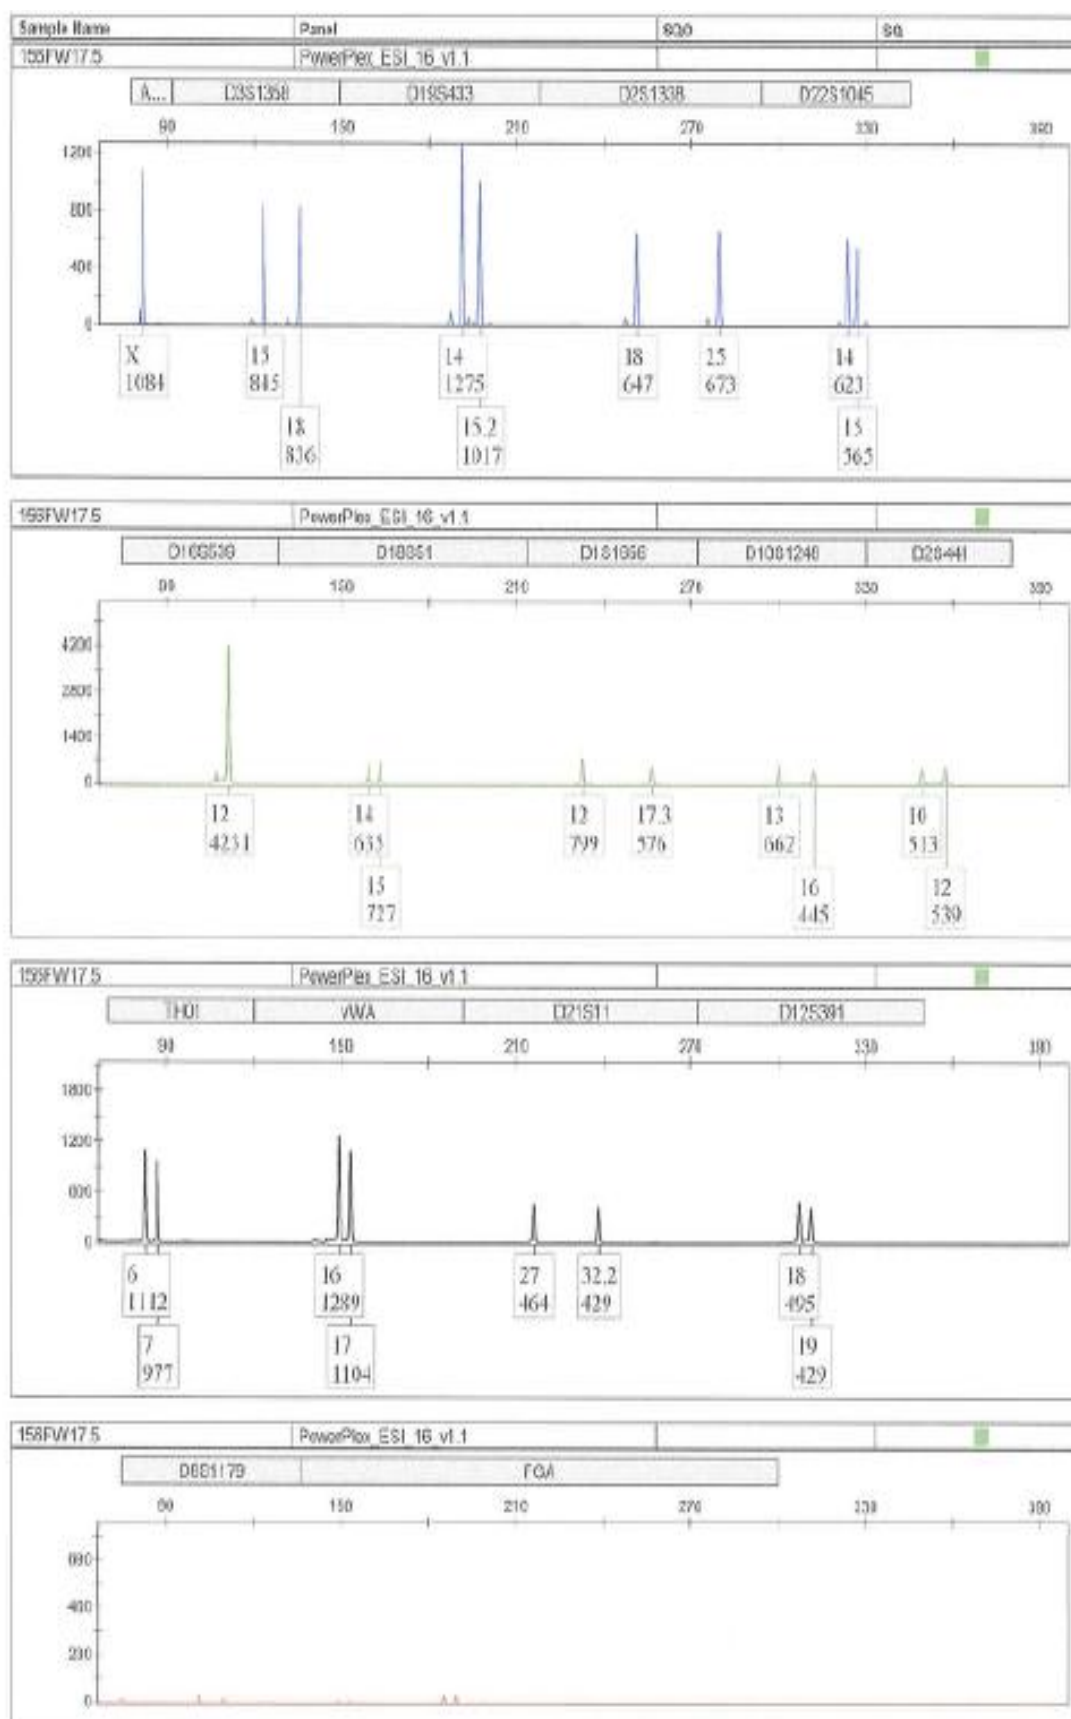 Sample Name Panel SQO SQ
155FW17.5 PowerPlex_ESI_16_v1.1
A... D3S1358 D19S433 D2S1338 D22S1045
90 150 210 270 330 390
1200
800
400
0
X 15 14 18 25 14
1084 845 1275 647 673 623
18 15.2 15
836 1017 565
156FW17.5 PowerPlex_ESI_16_v1.1
D16S539 D18S51 D1S1656 D10S1248 D2S441
90 150 210 270 330 390
4200
2800
1400
0
12 14 12 17.3 13 10
4231 635 799 576 662 513
15 16 12
727 445 539
156FW17.5 PowerPlex_ESI_16_v1.1
TH01 vWA D21S11 D12S391
90 150 210 270 330 390
1800
1200
600
0
6 16 27 32.2 18
1112 1289 464 429 495
7 17 19
977 1104 429
156FW17.5 PowerPlex_ESI_16_v1.1
D8S1179 FGA
90 150 210 270 330 390
600
400
200
0